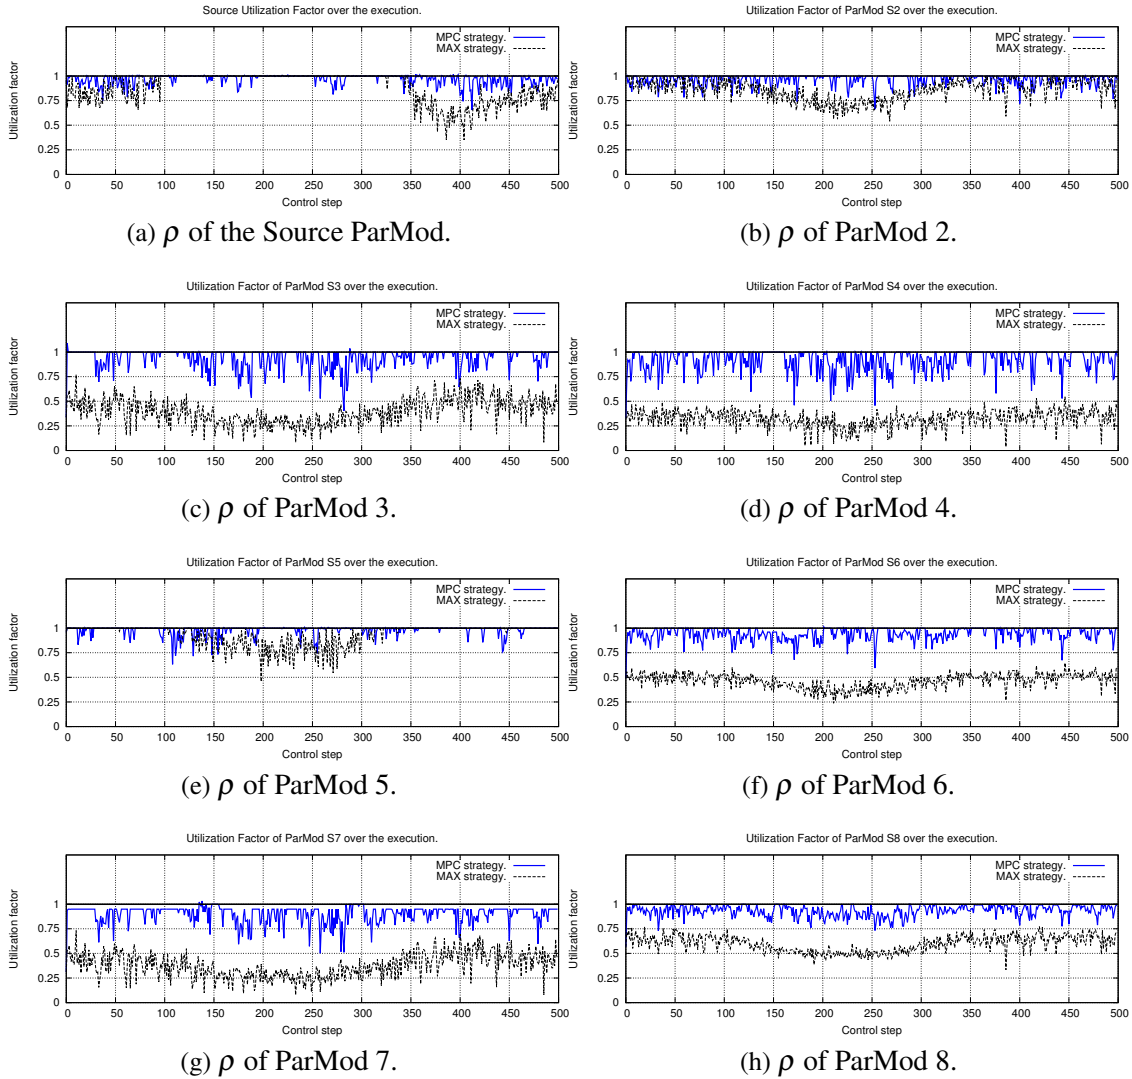 Source Utilization Factor over the execution.
MPC strategy.
MAX strategy.
Utilization factor
1
0.75
0.5
0.25
0
0 50 100 150 200 250 300 350 400 450 500
Control step
(a) ρ of the Source ParMod.
Utilization Factor of ParMod S2 over the execution.
MPC strategy.
MAX strategy.
Utilization factor
1
0.75
0.5
0.25
0
0 50 100 150 200 250 300 350 400 450 500
Control step
(b) ρ of ParMod 2.
Utilization Factor of ParMod S3 over the execution.
MPC strategy.
MAX strategy.
Utilization factor
1
0.75
0.5
0.25
0
0 50 100 150 200 250 300 350 400 450 500
Control step
(c) ρ of ParMod 3.
Utilization Factor of ParMod S4 over the execution.
MPC strategy.
MAX strategy.
Utilization factor
1
0.75
0.5
0.25
0
0 50 100 150 200 250 300 350 400 450 500
Control step
(d) ρ of ParMod 4.
Utilization Factor of ParMod S5 over the execution.
MPC strategy.
MAX strategy.
Utilization factor
1
0.75
0.5
0.25
0
0 50 100 150 200 250 300 350 400 450 500
Control step
(e) ρ of ParMod 5.
Utilization Factor of ParMod S6 over the execution.
MPC strategy.
MAX strategy.
Utilization factor
1
0.75
0.5
0.25
0
0 50 100 150 200 250 300 350 400 450 500
Control step
(f) ρ of ParMod 6.
Utilization Factor of ParMod S7 over the execution.
MPC strategy.
MAX strategy.
Utilization factor
1
0.75
0.5
0.25
0
0 50 100 150 200 250 300 350 400 450 500
Control step
(g) ρ of ParMod 7.
Utilization Factor of ParMod S8 over the execution.
MPC strategy.
MAX strategy.
Utilization factor
1
0.75
0.5
0.25
0
0 50 100 150 200 250 300 350 400 450 500
Control step
(h) ρ of ParMod 8.